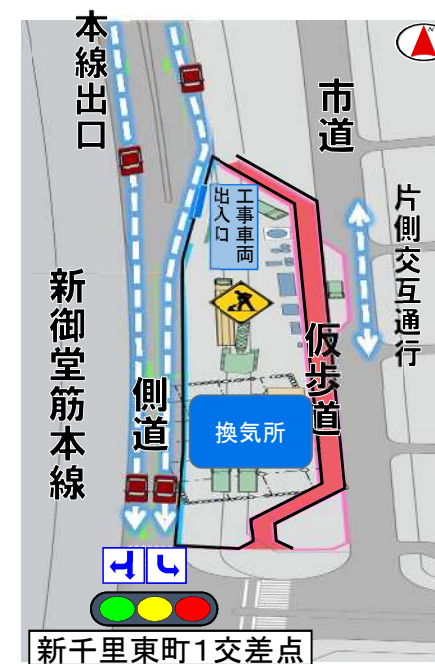 本線出口
市道
工事車両
出入口
片側交互通行
新御堂筋本線
側道
仮歩道
換気所
新千里東町1交差点